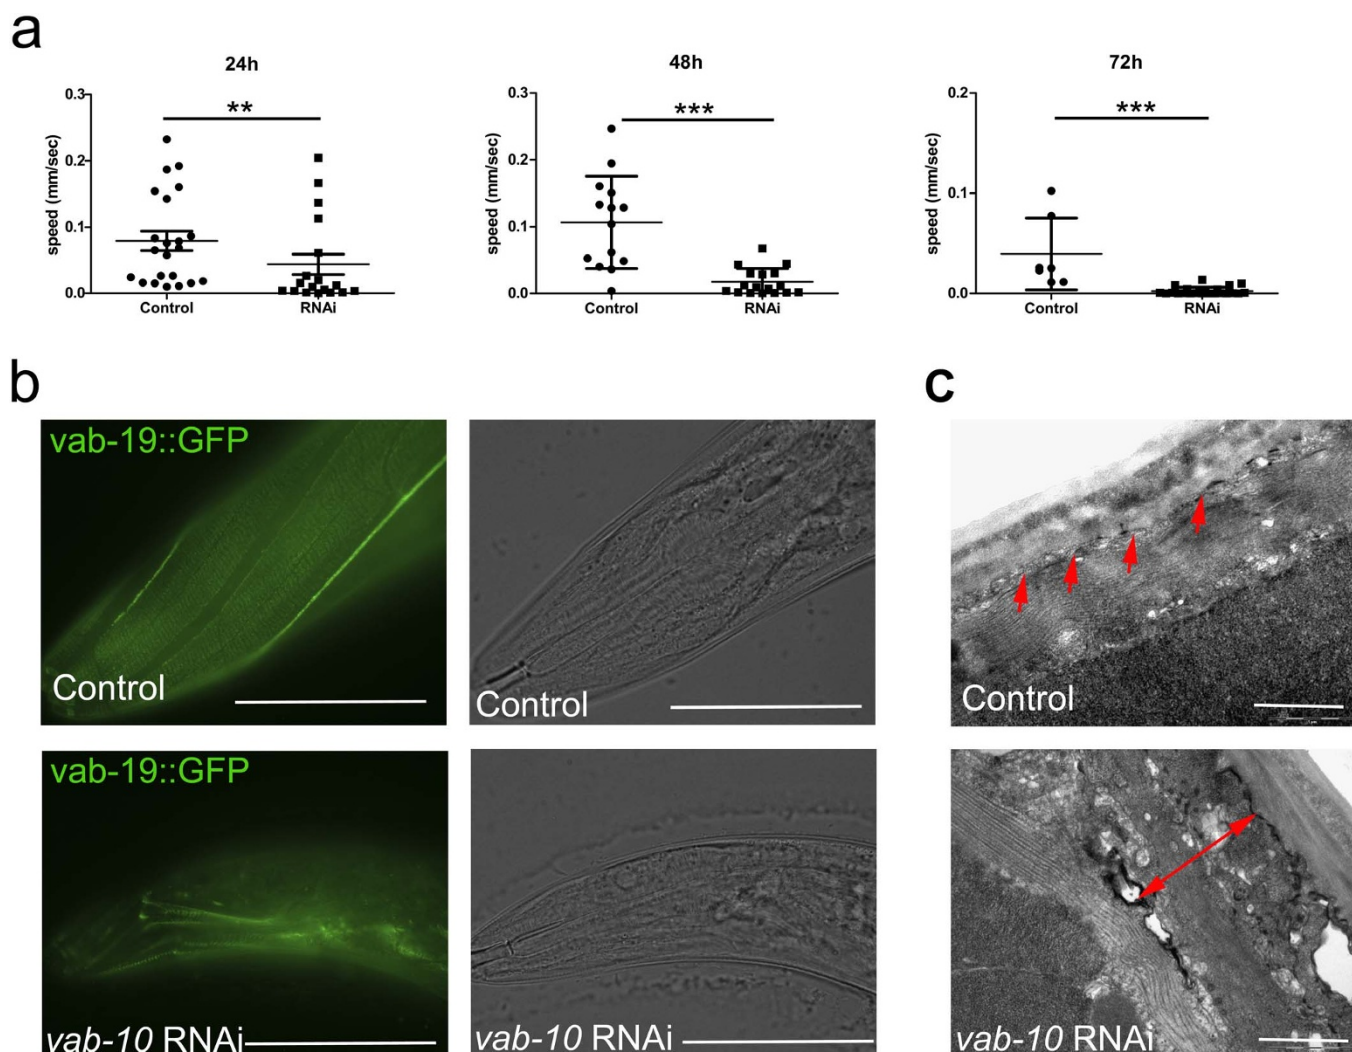 a
24h
speed (mm/sec)
0.3
0.2
0.1
0.0
**
Control
RNAi
48h
speed (mm/sec)
0.3
0.2
0.1
0.0
***
Control
RNAi
72h
speed (mm/sec)
0.2
0.1
0.0
***
Control
RNAi
b
vab-19::GFP
Control
Control
vab-19::GFP
vab-10 RNAi
vab-10 RNAi
c
Control
vab-10 RNAi